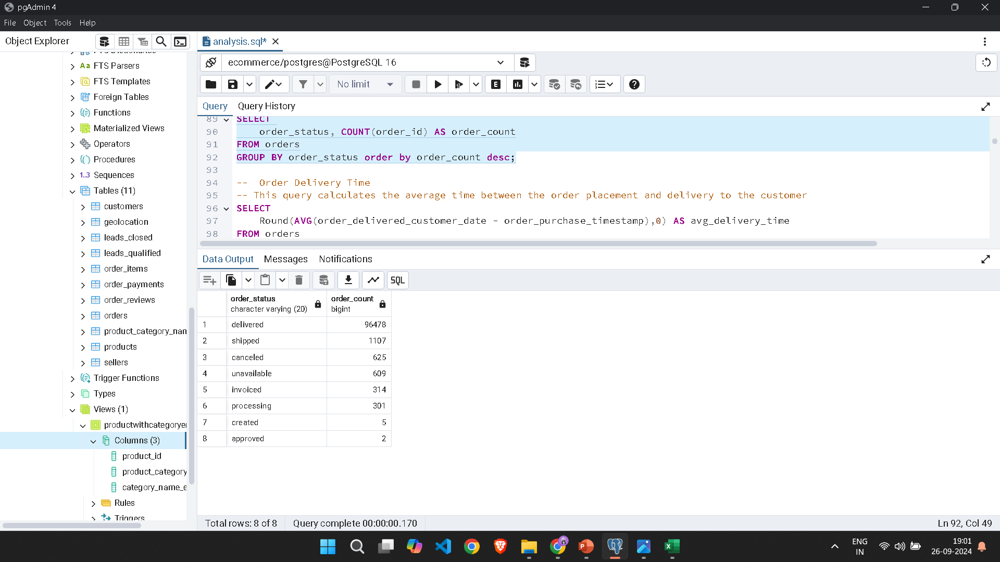 pgAdmin 4
File Object Tools Help
Object Explorer
FTS Parsers
FTS Templates
Foreign Tables
Functions
Materialized Views
Operators
Procedures
1..3 Sequences
Tables (11)
customers
geolocation
leads_closed
leads_qualified
order_items
order_payments
order_reviews
orders
product_category_nam
products
sellers
Trigger Functions
Types
Views (1)
productwithcategoryen
Columns (3)
product_id
product_category
category_name_e
Rules
Triggers
analysis.sql*
ecommerce/postgres@PostgreSQL 16
No limit
Query Query History
89 SELECT
90 order_status, COUNT(order_id) AS order_count
91 FROM orders
92 GROUP BY order_status order by order_count desc;
93
94 --  Order Delivery Time
95 -- This query calculates the average time between the order placement and delivery to the customer
96 SELECT
97 Round(AVG(order_delivered_customer_date - order_purchase_timestamp),0) AS avg_delivery_time
98 FROM orders
Data Output Messages Notifications
SQL
order_status order_count
character varying (20) bigint
1 delivered 96478
2 shipped 1107
3 canceled 625
4 unavailable 609
5 invoiced 314
6 processing 301
7 created 5
8 approved 2
Total rows: 8 of 8 Query complete 00:00:00.170 Ln 92, Col 49
ENG
IN
19:01
26-09-2024